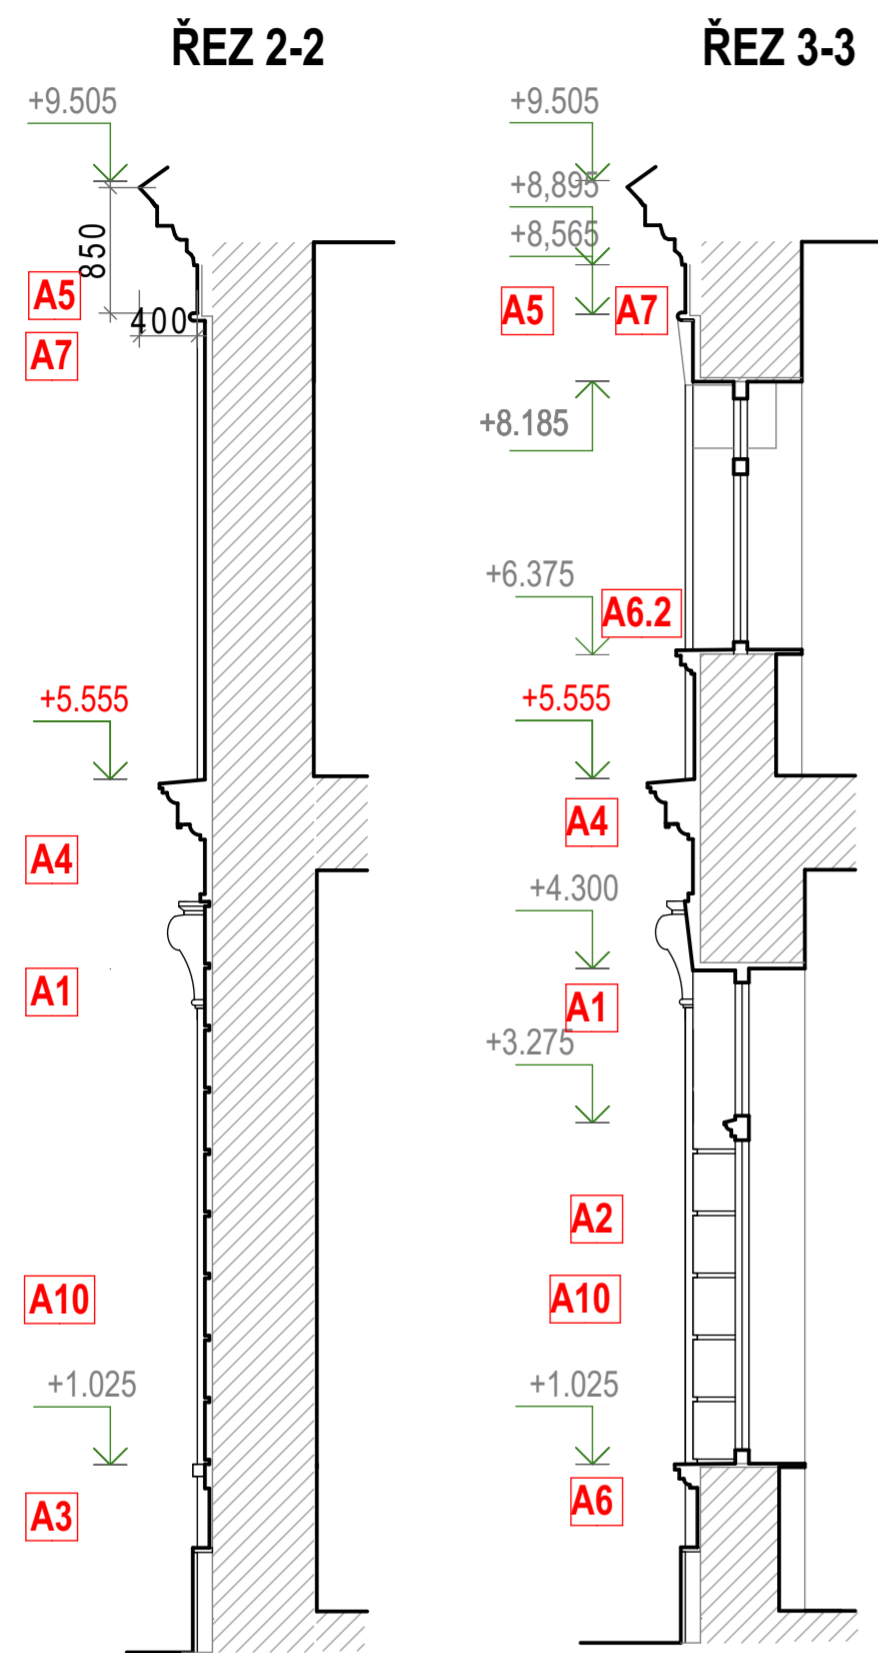 ŘEZ 2-2
+9.505
850
A5
400
A7
+5.555
A4
A1
A10
+1.025
A3
ŘEZ 3-3
+9.505
+8,895
+8,565
A5
A7
+8.185
+6.375
A6.2
+5.555
A4
+4.300
A1
+3.275
A2
A10
+1.025
A6